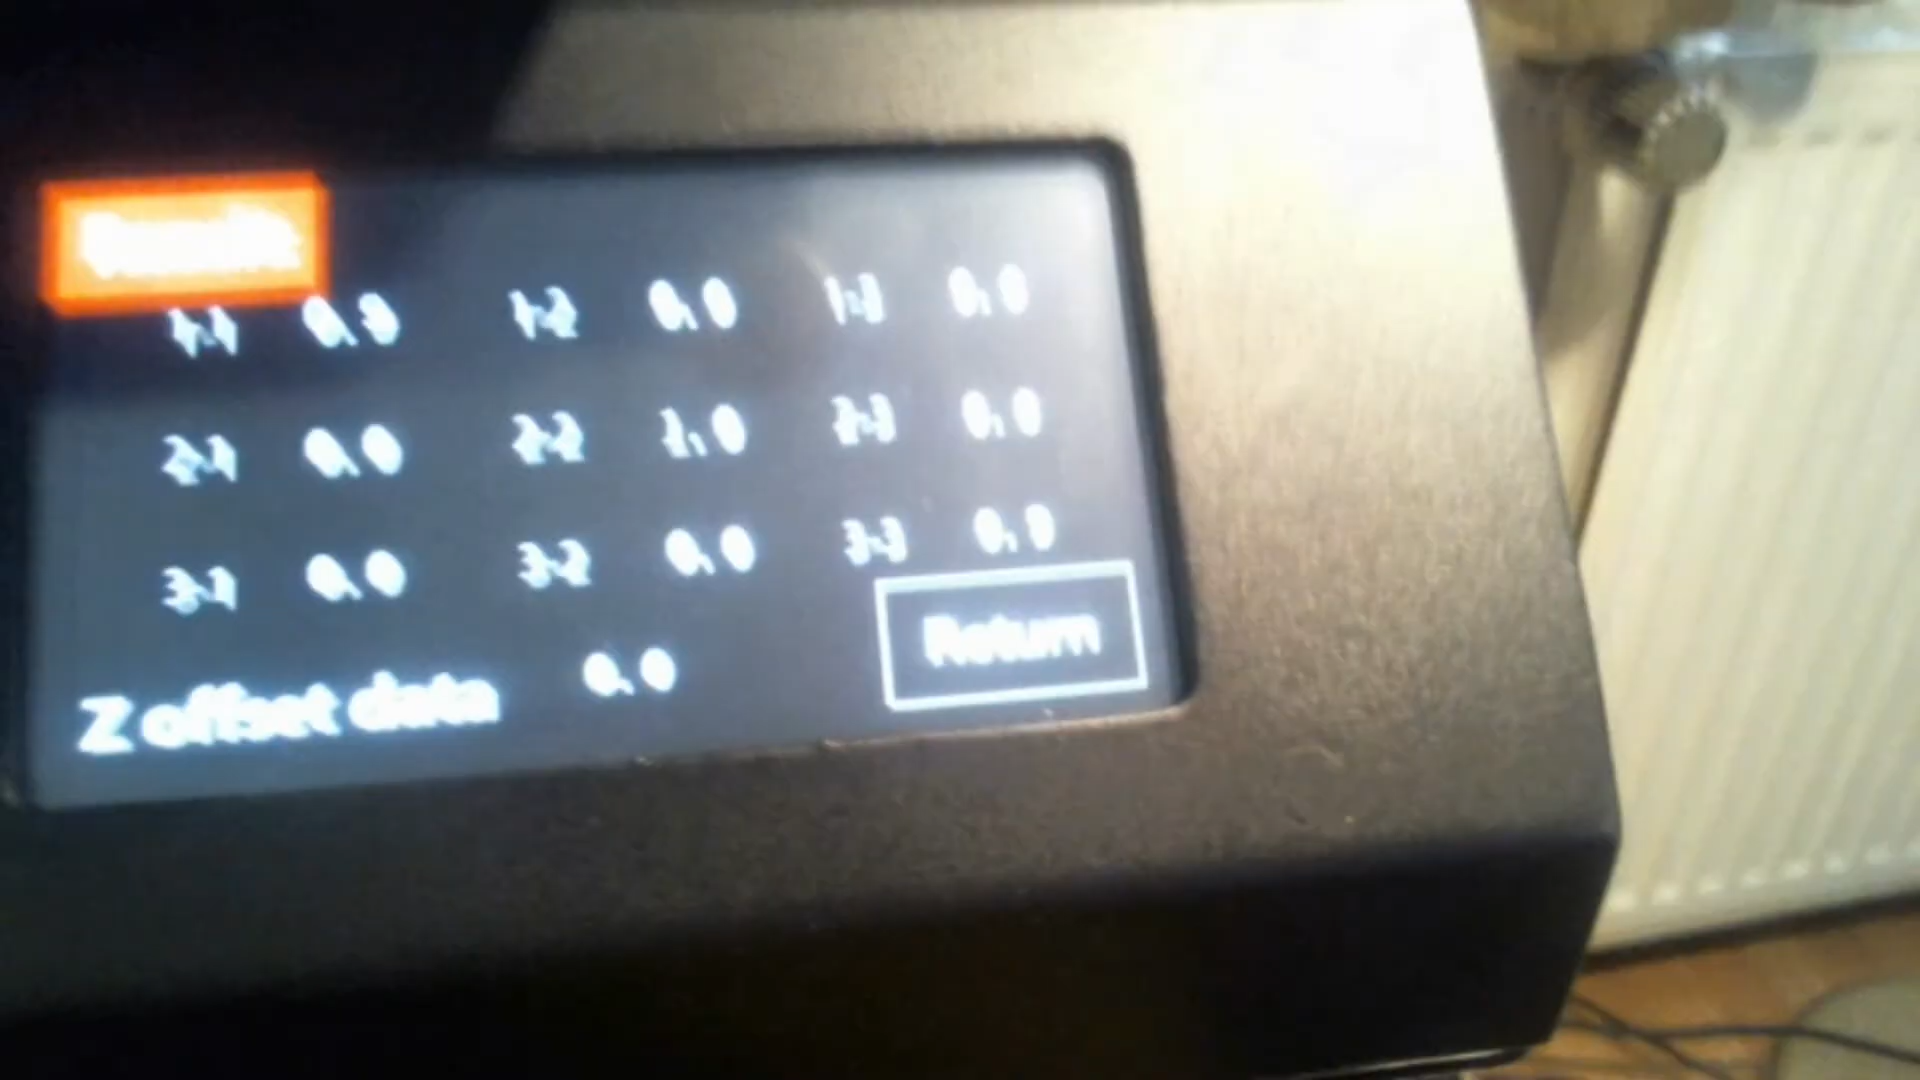 Result
1-1 0.0 1-2 0.0 1-3 0.0
2-1 0.0 2-2 1.0 2-3 0.0
3-1 0.0 3-2 0.0 3-3 0.0
Z offset data 0.0 Return